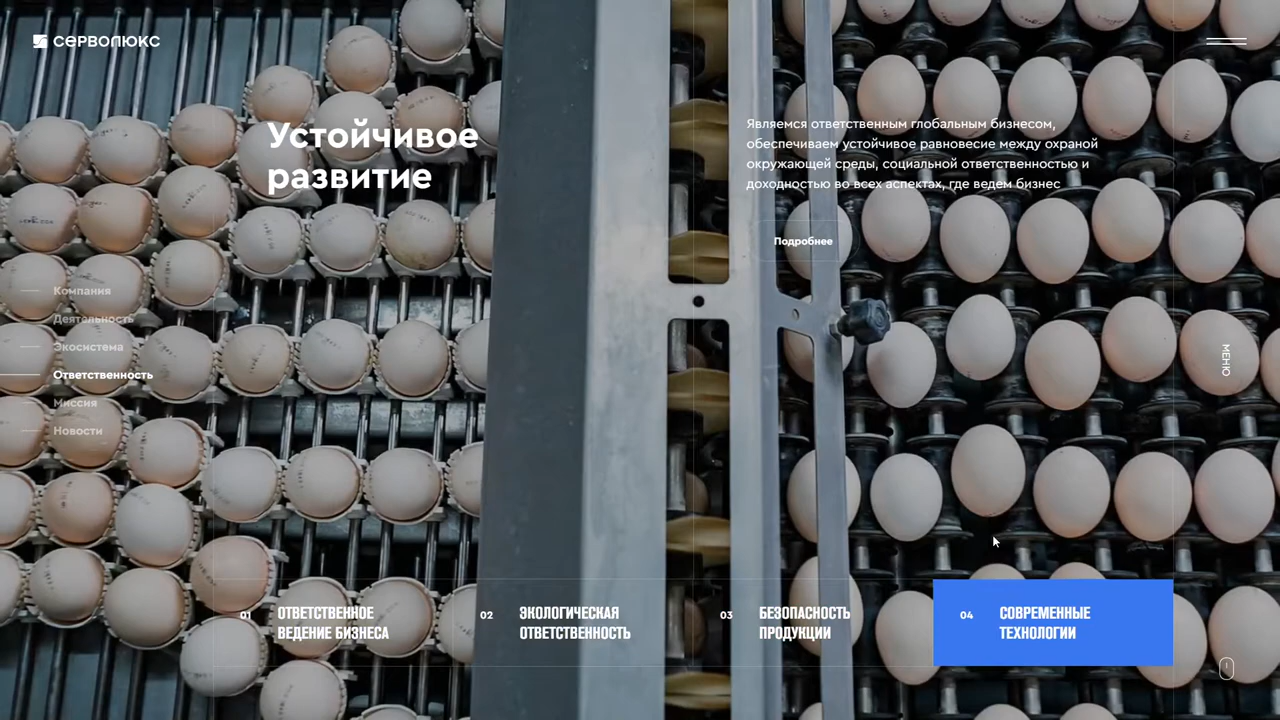 серволюкс
Устойчивое
развитие
Являемся ответственным глобальным бизнесом,
обеспечиваем устойчивое равновесие между охраной
окружающей среды, социальной ответственностью и
доходностью во всех аспектах, где ведем бизнес
Подробнее
Компания
Деятельность
Экосистема
Ответственность
Миссия
Новости
МЕНЮ
01 ОТВЕТСТВЕННОЕ
ВЕДЕНИЕ БИЗНЕСА
02 ЭКОЛОГИЧЕСКАЯ
ОТВЕТСТВЕННОСТЬ
03 БЕЗОПАСНОСТЬ
ПРОДУКЦИИ
04 СОВРЕМЕННЫЕ
ТЕХНОЛОГИИ